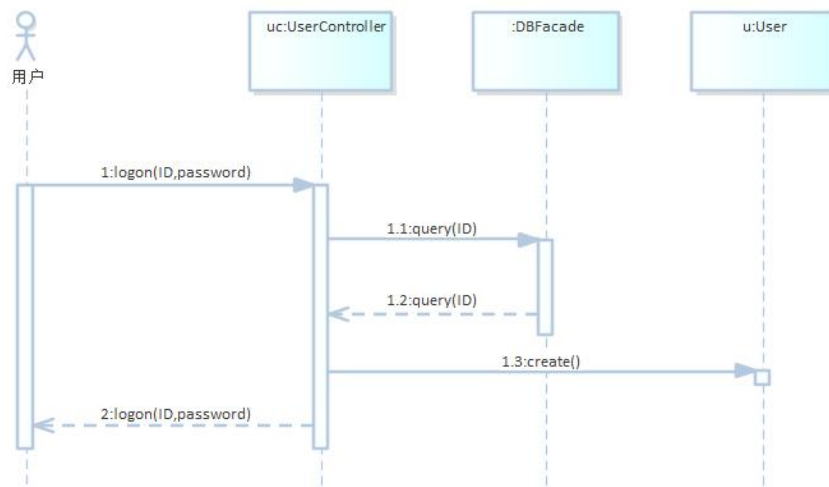 uc:UserController
:DBFacade
u:User
用户
1:logon(ID,password)
1.1:query(ID)
1.2:query(ID)
1.3:create()
2:logon(ID,password)